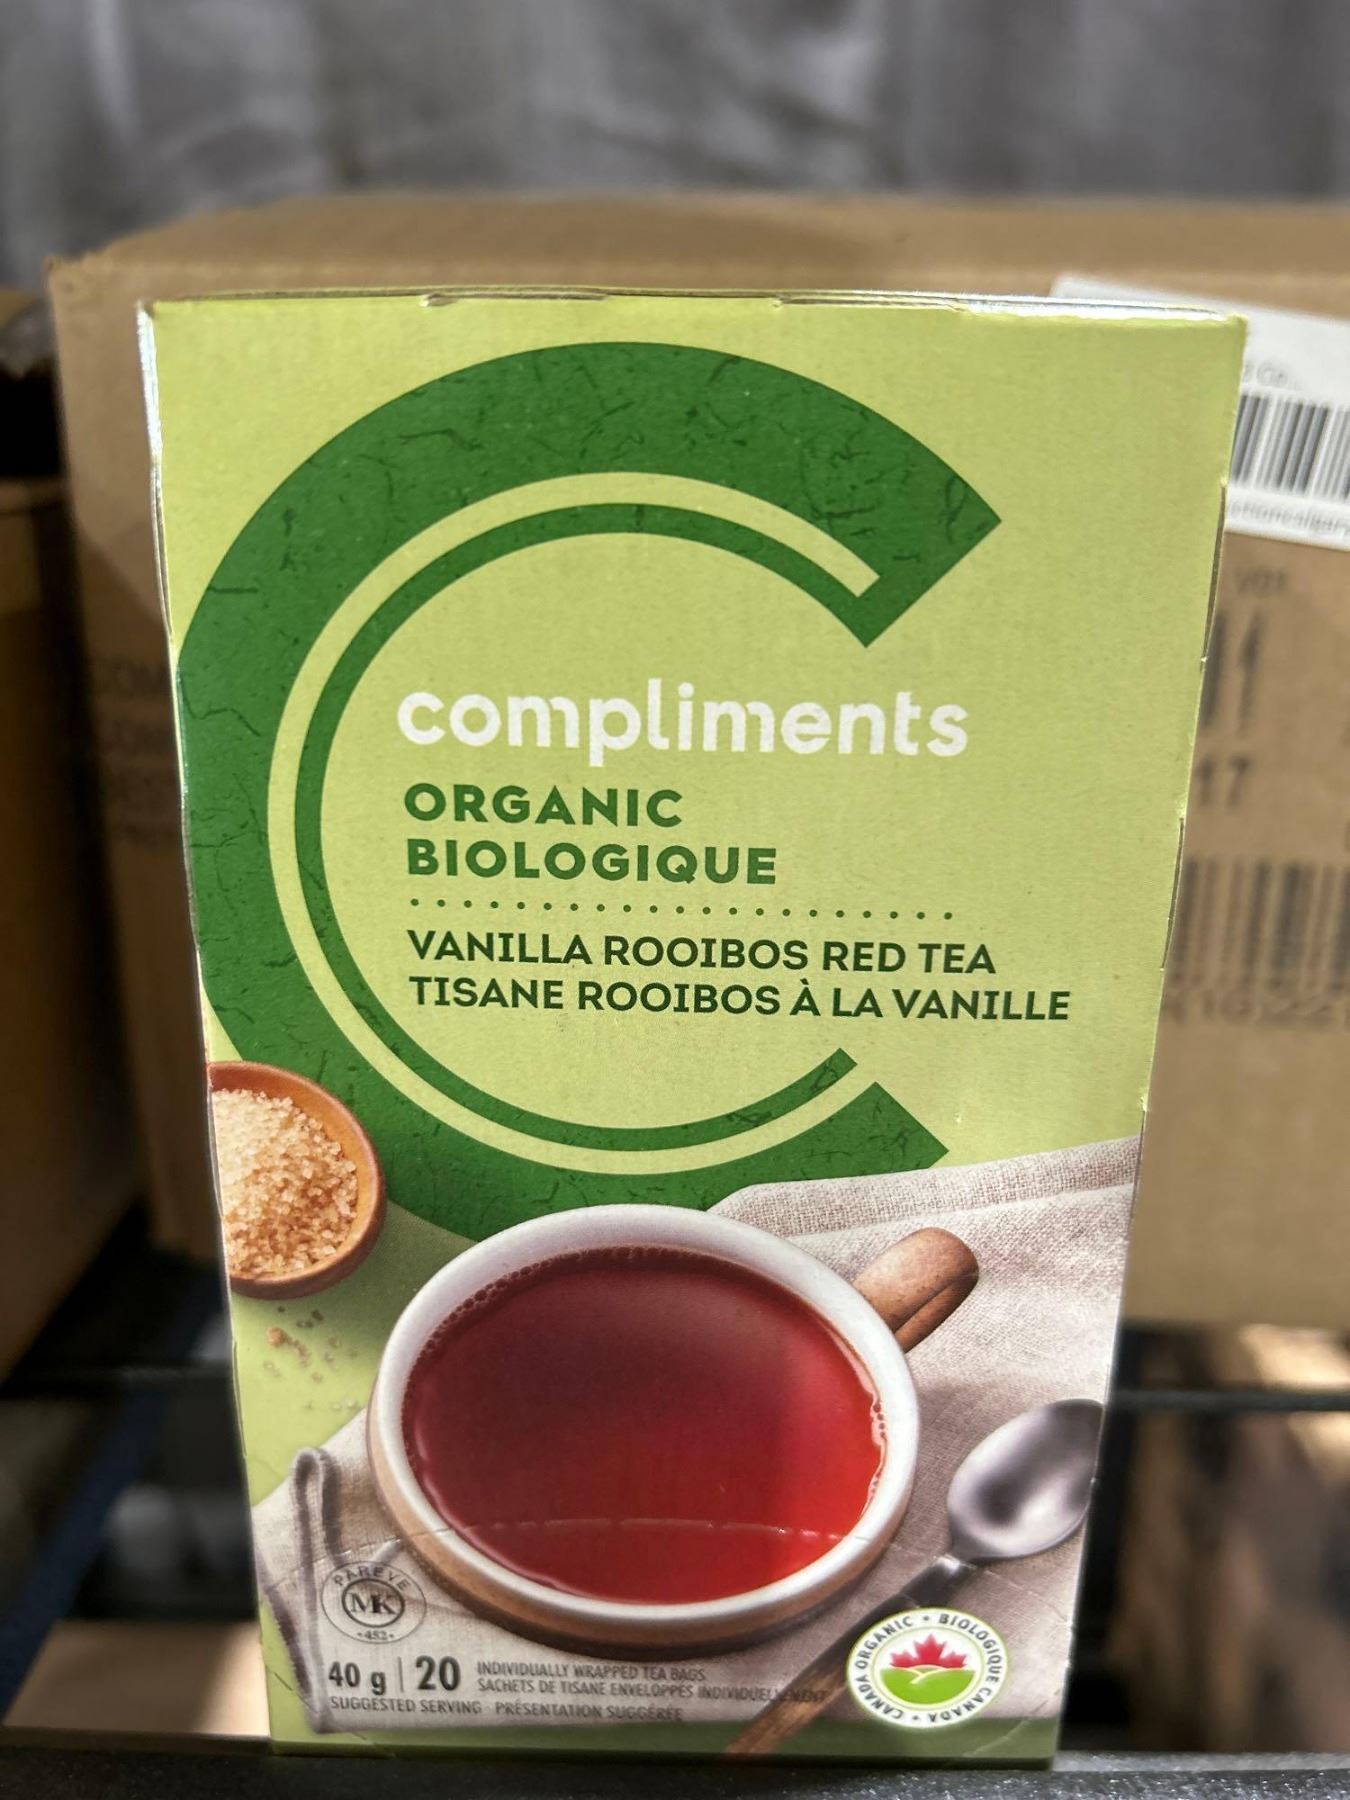 compliments
ORGANIC
BIOLOGIQUE
VANILLA ROOIBOS RED TEA
TISANE ROOIBOS À LA VANILLE
PAREVE
MK
•452•
40 g | 20 INDIVIDUALLY WRAPPED TEA BAGS
SACHETS DE TISANE ENVELOPPÉS INDIVIDUELLEMENT
SUGGESTED SERVING · PRÉSENTATION SUGGÉRÉE
CANADA ORGANIC • BIOLOGIQUE CANADA •
17